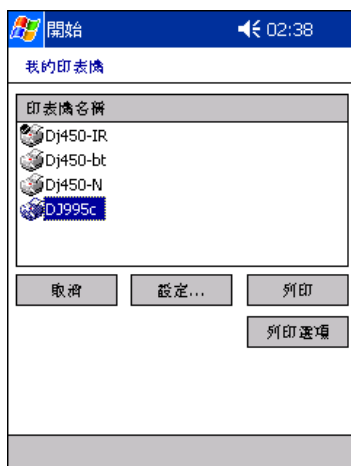 開始 02:38
我的印表機
印表機名稱
Dj450-IR
Dj450-bt
Dj450-N
DJ995c
取消 設定... 列印
列印選項